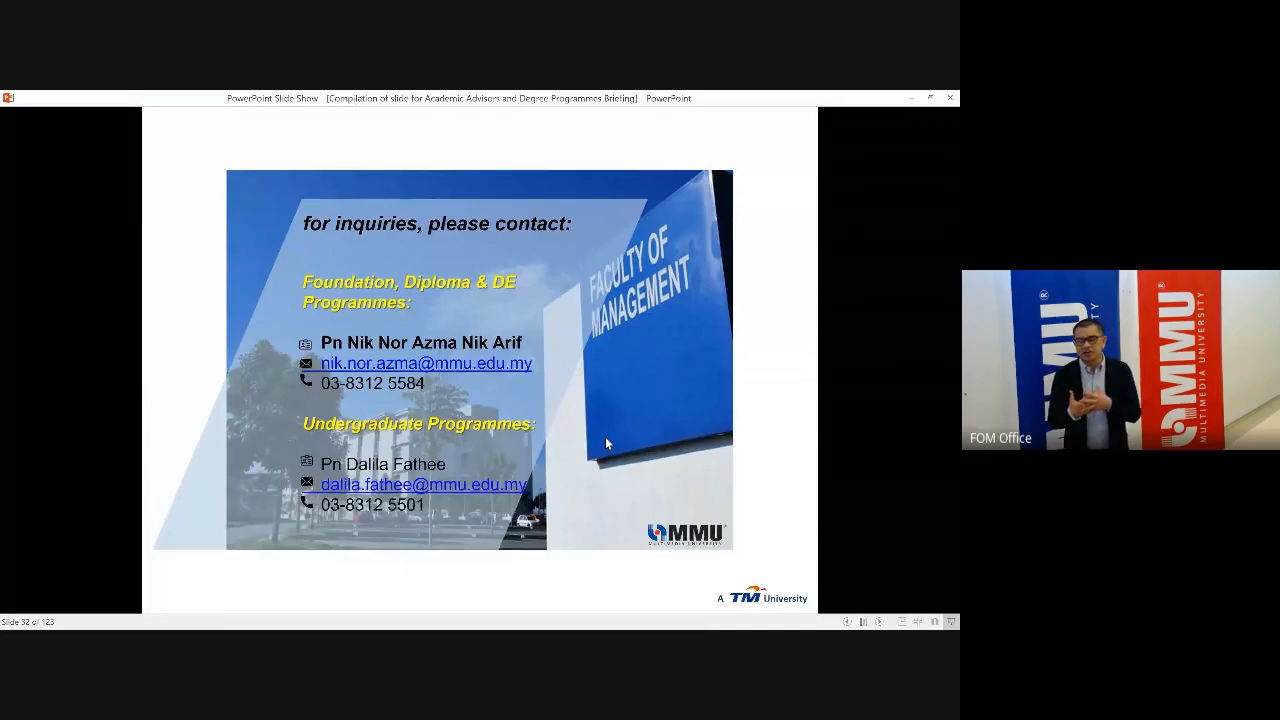 PowerPoint Slide Show - [Compilation of slide for Academic Advisors and Degree Programmes Briefing] - PowerPoint
for inquiries, please contact:
Foundation, Diploma & DE
Programmes:
Pn Nik Nor Azma Nik Arif
nik.nor.azma@mmu.edu.my
03-8312 5584
Undergraduate Programmes:
Pn Dalila Fathee
dalila.fathee@mmu.edu.my
03-8312 5501
FACULTY OF
MANAGEMENT
MMU
MULTIMEDIA UNIVERSITY
A TM University
Slide 32 of 123
MMU
MMU
MULTIMEDIA UNIVERSITY
FOM Office